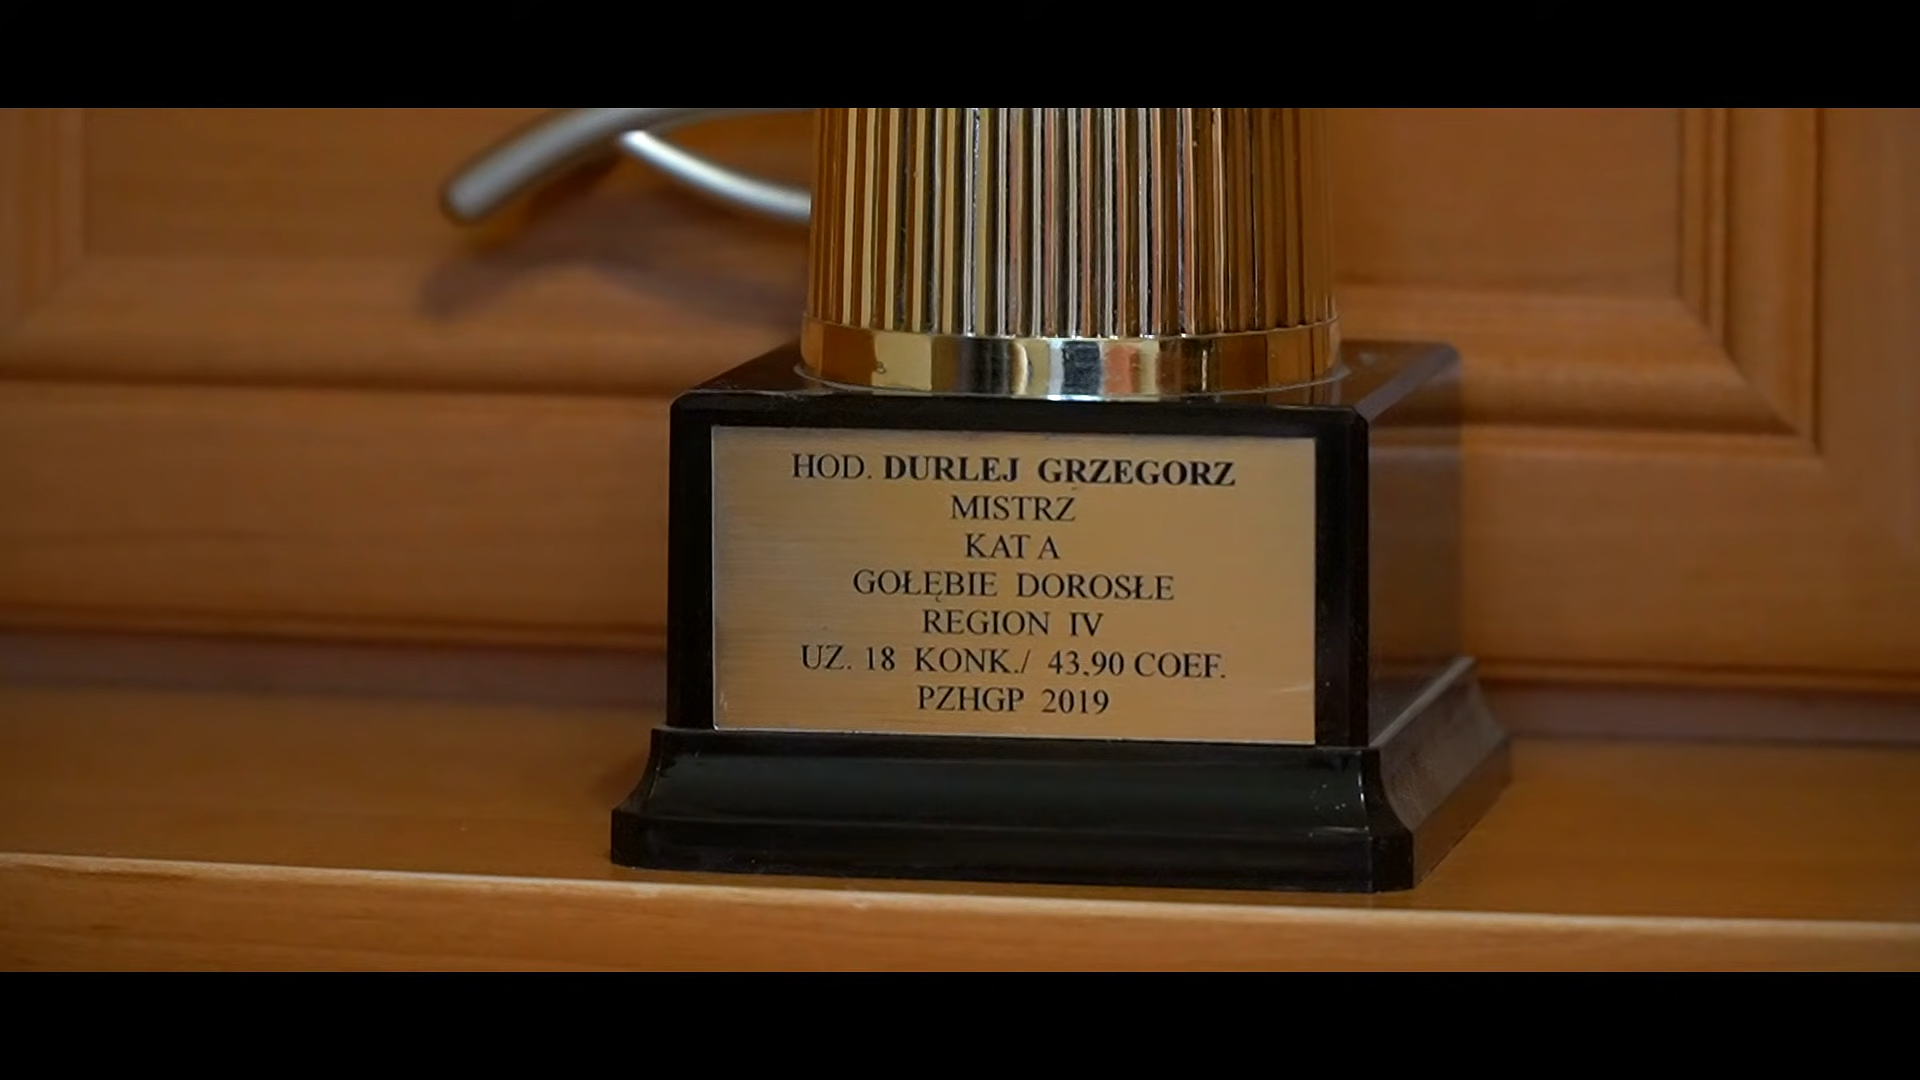 HOD. DURLEJ GRZEGORZ
MISTRZ
KAT A
GOŁĘBIE DOROSŁE
REGION IV
UZ. 18 KONK./ 43,90 COEF.
PZHGP 2019